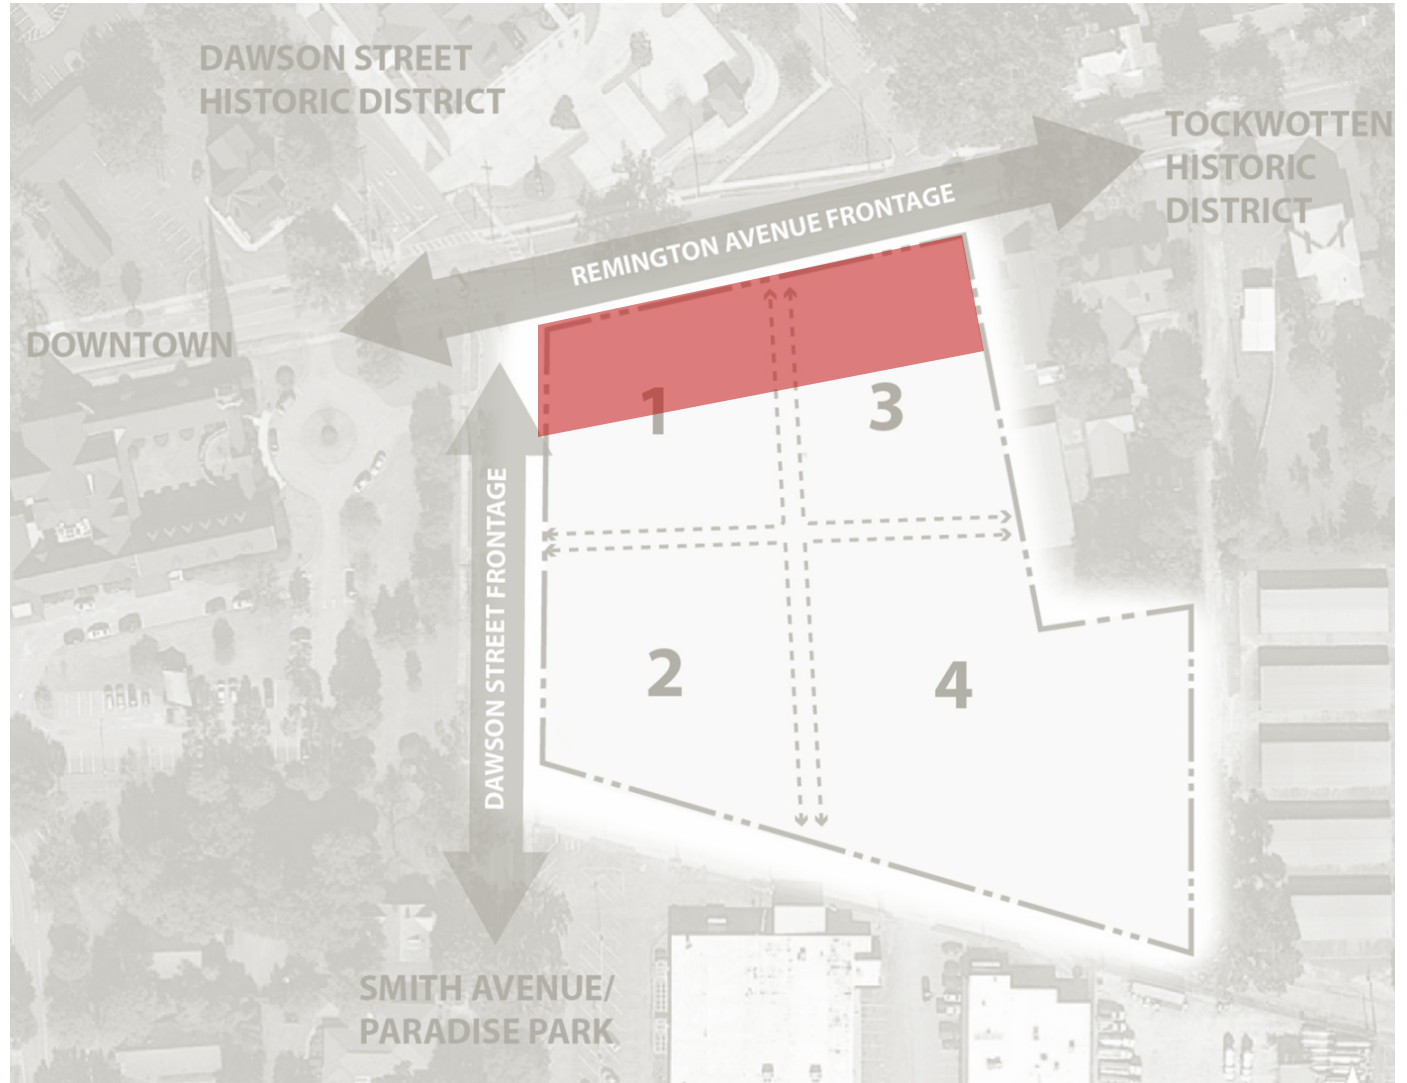 DAWSON STREET
HISTORIC DISTRICT
TOCKWOTTEN
HISTORIC
DISTRICT
REMINGTON AVENUE FRONTAGE
DOWNTOWN
1
3
DAWSON STREET FRONTAGE
2
4
SMITH AVENUE/
PARADISE PARK